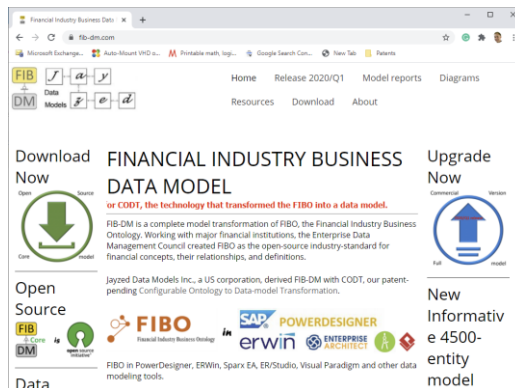 Financial Industry Business Data
fib-dm.com
Microsoft Exchange...
Auto-Mount VHD o...
Printable math, logi...
Google Search Con...
New Tab
Patents
FIB
DM
J a y
Data
Models
z e d
Home
Release 2020/Q1
Model reports
Diagrams
Resources
Download
About
Download
Now
Open Source
Core model
Open
Source
FIB
Core is open source
DM
initiative
Data
FINANCIAL INDUSTRY BUSINESS
DATA MODEL
or CODT, the technology that transformed the FIBO into a data model.
FIB-DM is a complete model transformation of FIBO, the Financial Industry Business
Ontology. Working with major financial institutions, the Enterprise Data
Management Council created FIBO as the open-source industry-standard for
financial concepts, their relationships, and definitions.
Jayzed Data Models Inc., a US corporation, derived FIB-DM with CODT, our patent-
pending Configurable Ontology to Data-model Transformation.
FIBO
Financial Industry Business Ontology
in
SAP POWERDESIGNER
erwin
ENTERPRISE
ARCHITECT
FIBO in PowerDesigner, ERWin, Sparx EA, ER/Studio, Visual Paradigm and other data
modeling tools.
Upgrade
Now
Commercial Version
Full model
New
Informativ
e 4500-
entity
model